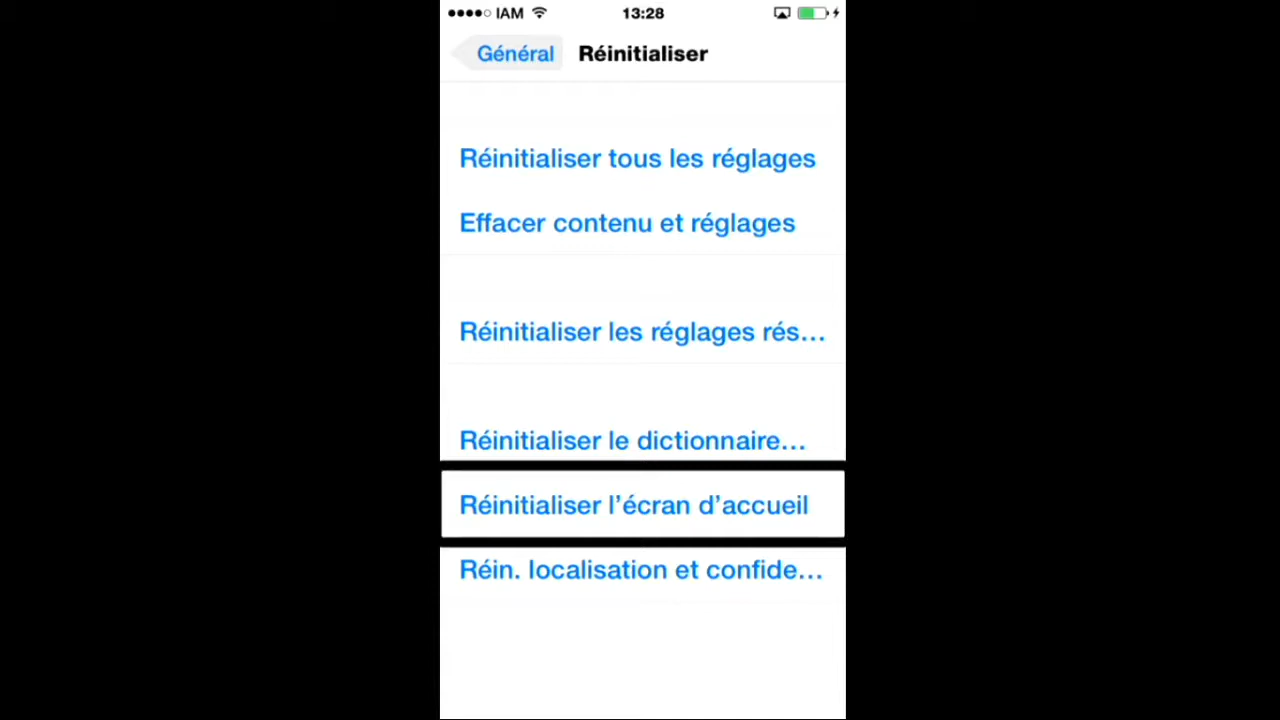 IAM 13:28
Général Réinitialiser
Réinitialiser tous les réglages
Effacer contenu et réglages
Réinitialiser les réglages rés…
Réinitialiser le dictionnaire…
Réinitialiser l’écran d’accueil
Réin. localisation et confide…